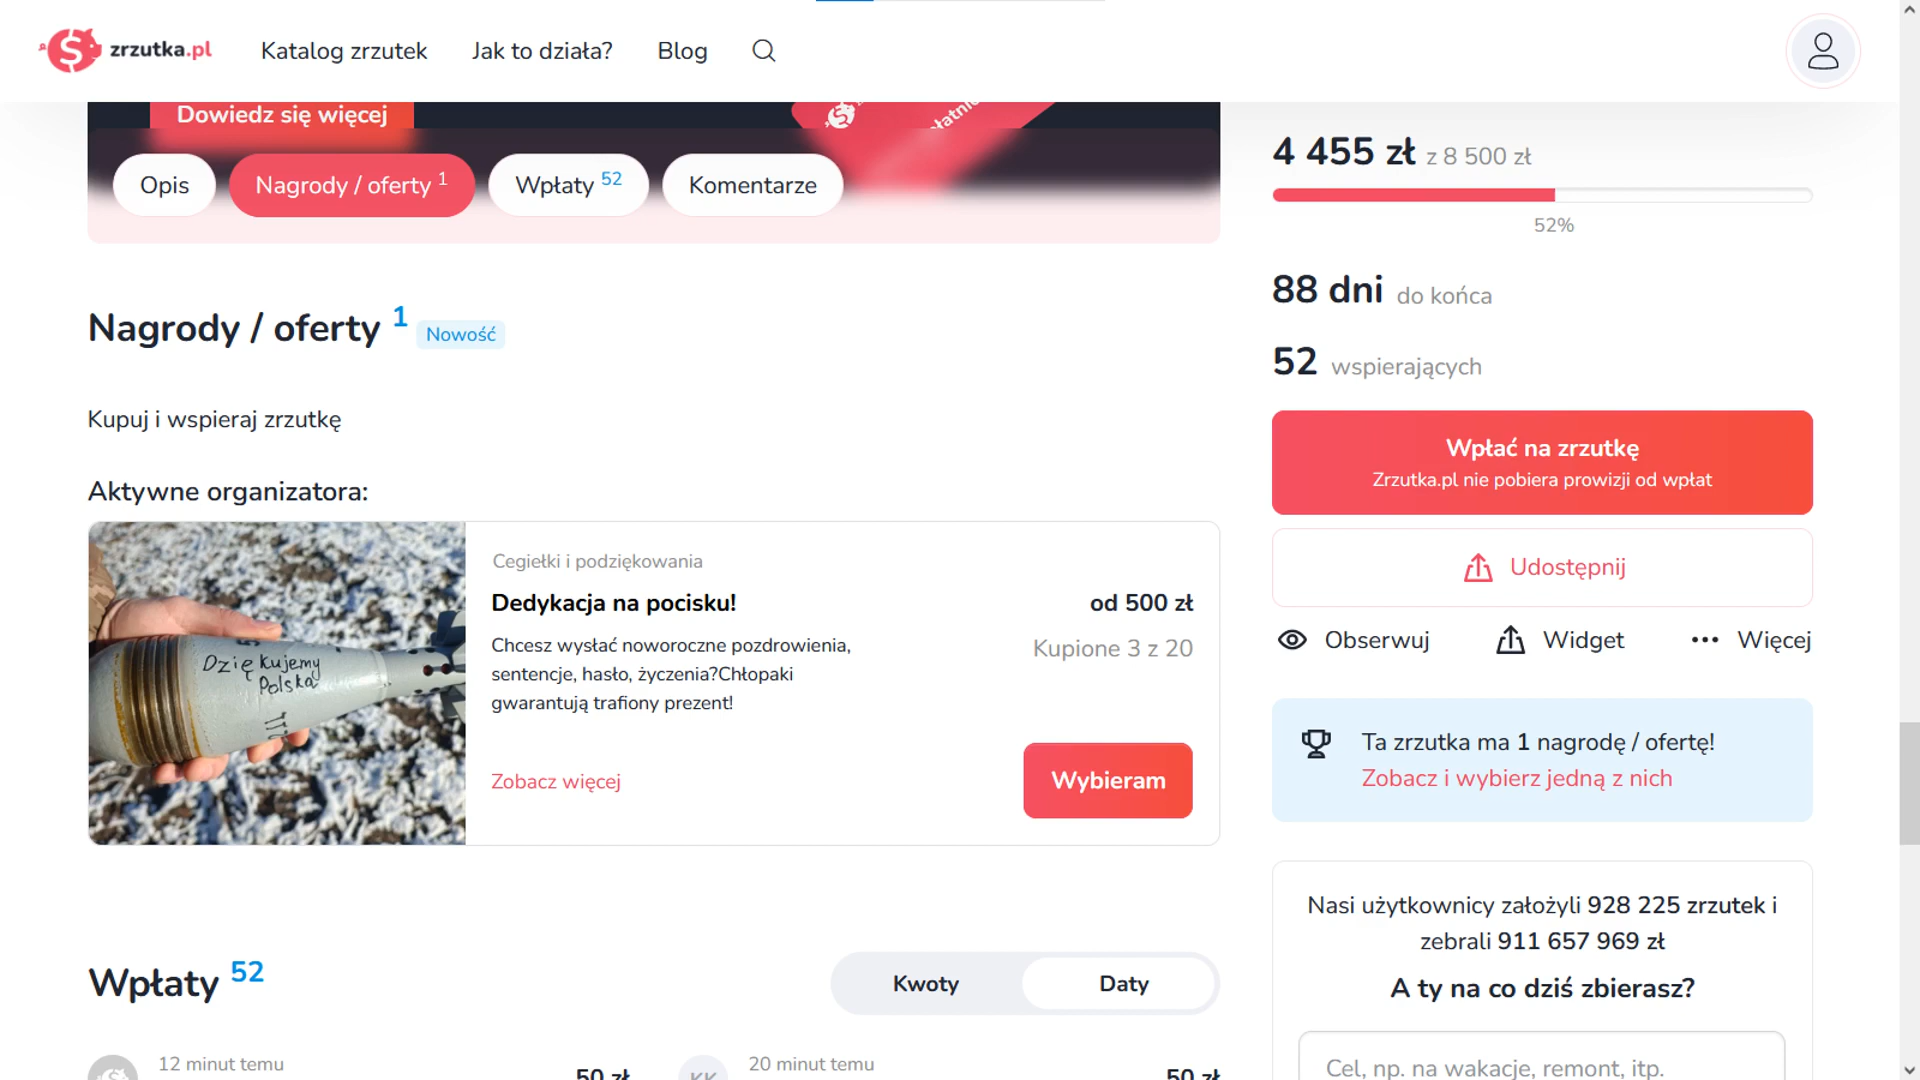 zrzutka.pl
Katalog zrzutek
Jak to działa?
Blog
Dowiedz się więcej
Opis
Nagrody / oferty 1
Wpłaty 52
Komentarze
Nagrody / oferty 1
Nowość
Kupuj i wspieraj zrzutkę
Aktywne organizatora:
Dziękujemy
Polska
Cegiełki i podziękowania
Dedykacja na pocisku!
od 500 zł
Chcesz wysłać noworoczne pozdrowienia,
sentencje, hasło, życzenia?Chłopaki
gwarantują trafiony prezent!
Kupione 3 z 20
Zobacz więcej
Wybieram
Wpłaty 52
Kwoty
Daty
12 minut temu
50 zł
KK
20 minut temu
50 zł
4 455 zł z 8 500 zł
52%
88 dni do końca
52 wspierających
Wpłać na zrzutkę
Zrzutka.pl nie pobiera prowizji od wpłat
Udostępnij
Obserwuj
Widget
Więcej
Ta zrzutka ma 1 nagrodę / ofertę!
Zobacz i wybierz jedną z nich
Nasi użytkownicy założyli 928 225 zrzutek i
zebrali 911 657 969 zł
A ty na co dziś zbierasz?
Cel, np. na wakacje, remont, itp.